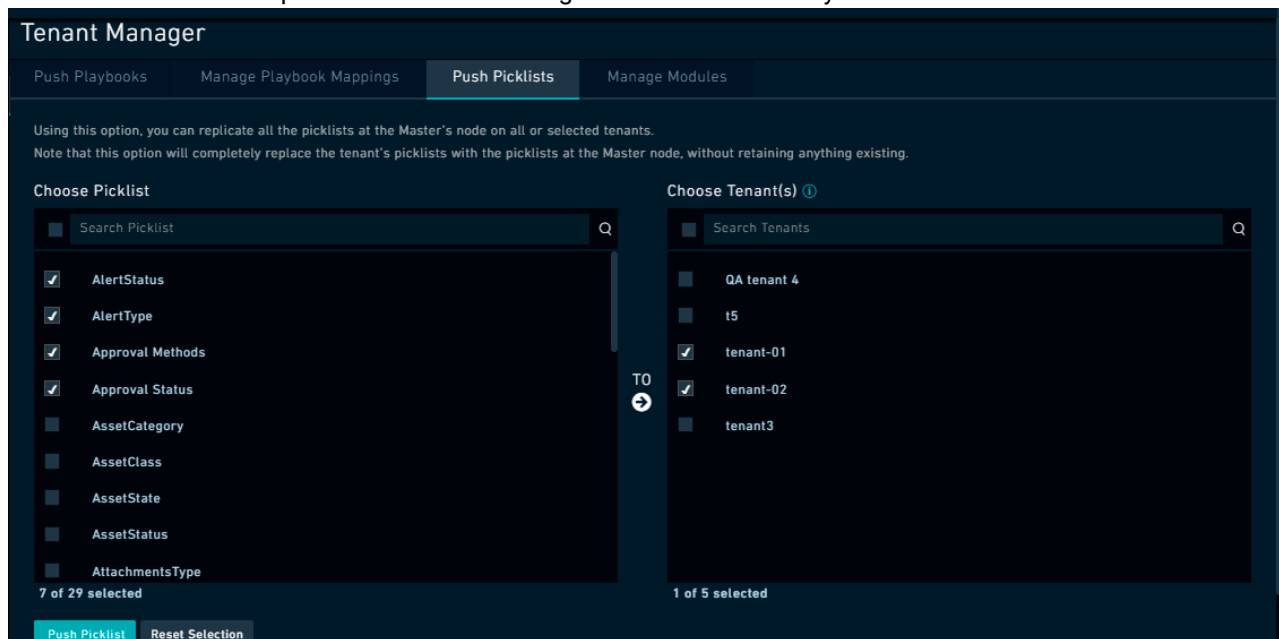 Tenant Manager
Push Playbooks Manage Playbook Mappings Push Picklists Manage Modules
Using this option, you can replicate all the picklists at the Master's node on all or selected tenants.
Note that this option will completely replace the tenant's picklists with the picklists at the Master node, without retaining anything existing.
Choose Picklist
Search Picklist
AlertStatus
AlertType
Approval Methods
Approval Status
AssetCategory
AssetClass
AssetState
AssetStatus
AttachmentsType
7 of 29 selected
Push Picklist Reset Selection
TO
Choose Tenant(s)
Search Tenants
QA tenant 4
t5
tenant-01
tenant-02
tenant3
1 of 5 selected